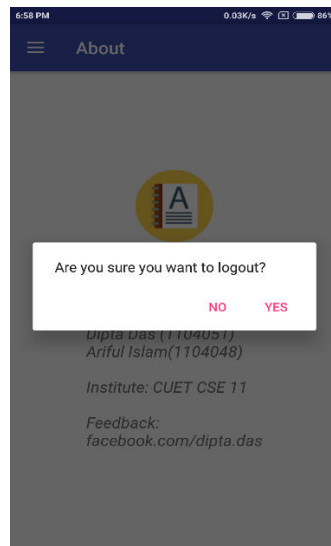 6:58 PM 0.03K/s 86%
About
A
Are you sure you want to logout?
NO YES
Dipta Das (1104051)
Ariful Islam(1104048)
Institute: CUET CSE 11
Feedback:
facebook.com/dipta.das